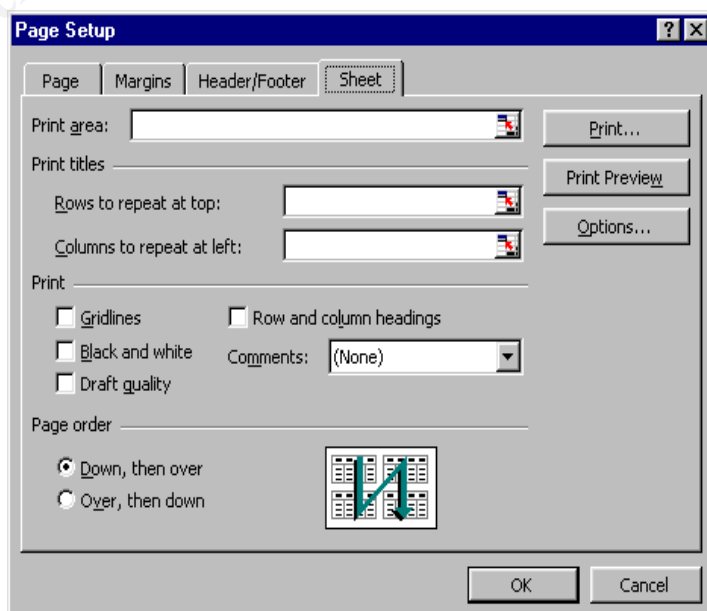 Page Setup
Page Margins Header/Footer Sheet
Print area:
Print...
Print titles
Print Preview
Rows to repeat at top:
Options...
Columns to repeat at left:
Print
Gridlines
Row and column headings
Black and white
Comments: (None)
Draft quality
Page order
Down, then over
Over, then down
OK Cancel